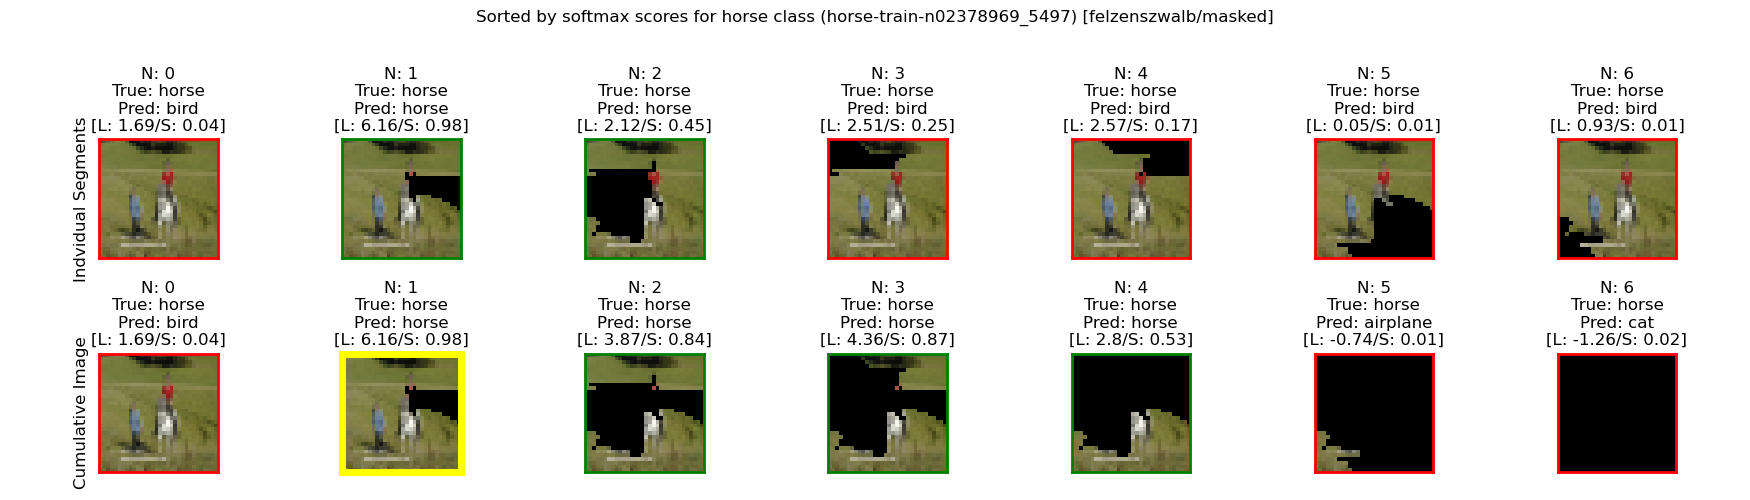 Sorted by softmax scores for horse class (horse-train-n02378969_5497) [felzenszwalb/masked]
Indvidual Segments
N: 0
True: horse
Pred: bird
[L: 1.69/S: 0.04]
N: 1
True: horse
Pred: horse
[L: 6.16/S: 0.98]
N: 2
True: horse
Pred: horse
[L: 2.12/S: 0.45]
N: 3
True: horse
Pred: bird
[L: 2.51/S: 0.25]
N: 4
True: horse
Pred: bird
[L: 2.57/S: 0.17]
N: 5
True: horse
Pred: bird
[L: 0.05/S: 0.01]
N: 6
True: horse
Pred: bird
[L: 0.93/S: 0.01]
Cumulative Image
N: 0
True: horse
Pred: bird
[L: 1.69/S: 0.04]
N: 1
True: horse
Pred: horse
[L: 6.16/S: 0.98]
N: 2
True: horse
Pred: horse
[L: 3.87/S: 0.84]
N: 3
True: horse
Pred: horse
[L: 4.36/S: 0.87]
N: 4
True: horse
Pred: horse
[L: 2.8/S: 0.53]
N: 5
True: horse
Pred: airplane
[L: -0.74/S: 0.01]
N: 6
True: horse
Pred: cat
[L: -1.26/S: 0.02]